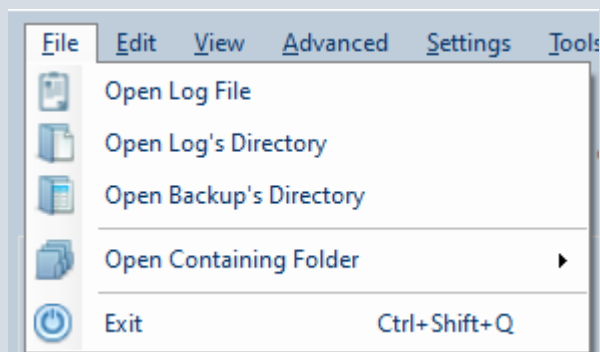 File Edit View Advanced Settings Tools
Open Log File
Open Log's Directory
Open Backup's Directory
Open Containing Folder
Exit Ctrl+Shift+Q